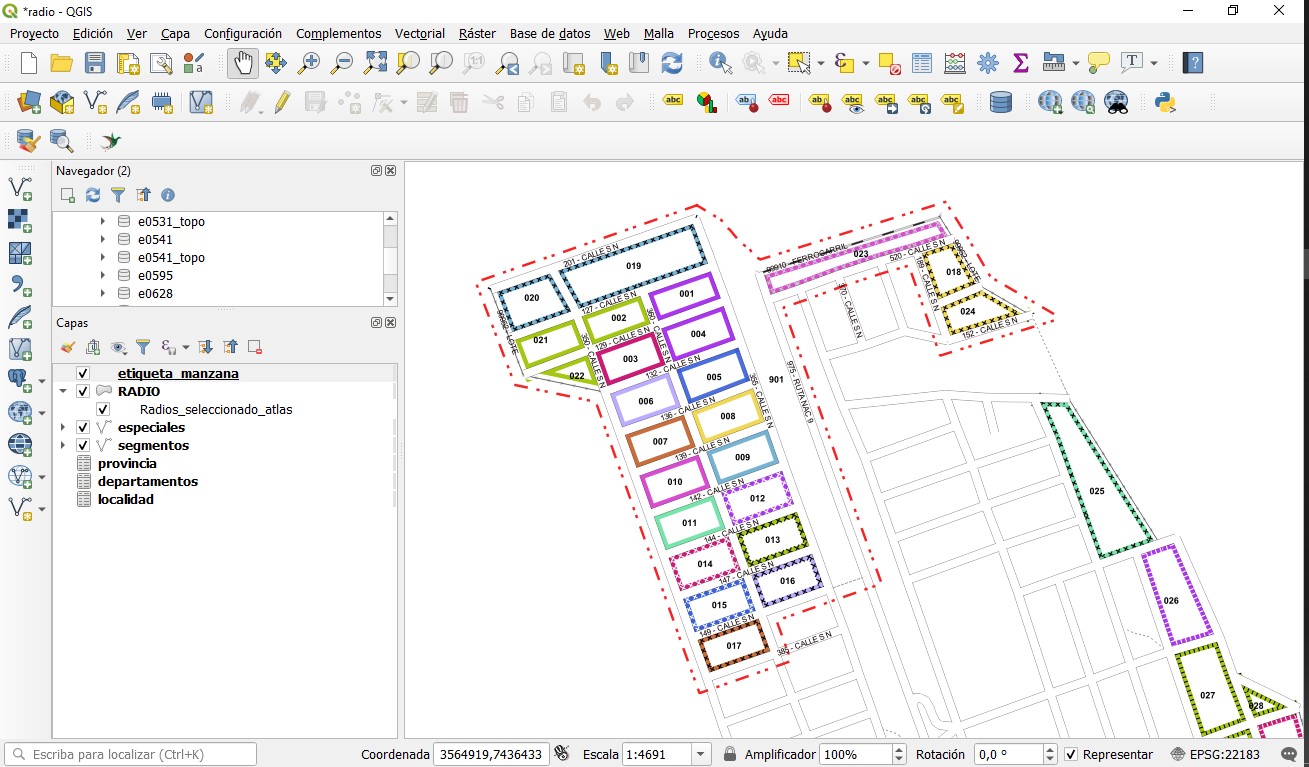 *radio - QGIS
Proyecto Edición Ver Capa Configuración Complementos Vectorial Ráster Base de datos Web Malla Procesos Ayuda
Navegador (2)
e0531_topo
e0541
e0541_topo
e0595
e0628
Capas
etiqueta_manzana
RADIO
Radios_seleccionado_atlas
especiales
segmentos
provincia
departamentos
localidad
201 - CALLE S N
019
020
127 - CALLE S N
001
002
021
129 - CALLE S N
004
003
022
132 - CALLE S N
005
006
136 - CALLE S N
008
007
139 - CALLE S N
009
010
142 - CALLE S N
012
011
144 - CALLE S N
013
014
147 - CALLE S N
016
015
149 - CALLE S N
017
385 - CALLE S N
901
975 - RUTA NAC 9
355 - CALLE S N
360 - CALLE S N
99910 - FERROCARRIL
023
520 - CALLE S N
018
024
152 - CALLE S N
025
026
027
028
Escriba para localizar (Ctrl+K)
Coordenada 3564919,7436433 Escala 1:4691 Amplificador 100% Rotación 0,0 ° Representar EPSG:22183